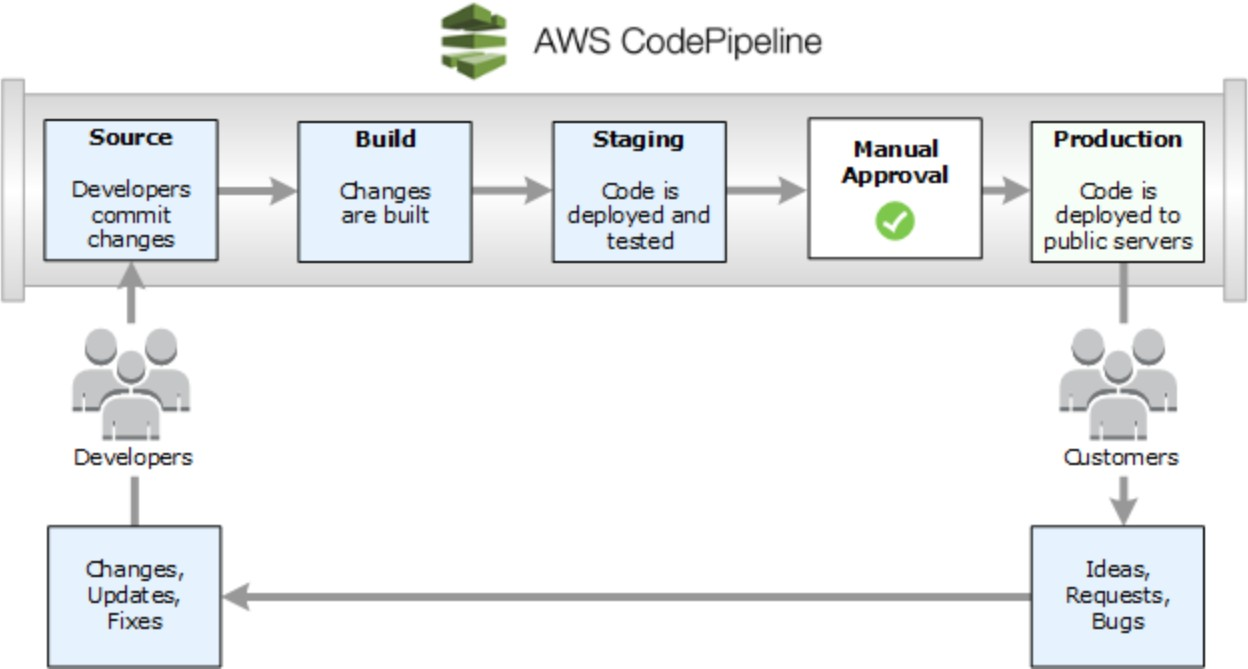 AWS CodePipeline
Source
Developers
commit
changes
Build
Changes
are built
Staging
Code is
deployed and
tested
Manual
Approval
Production
Code is
deployed to
public servers
Developers
Customers
Changes,
Updates,
Fixes
Ideas,
Requests,
Bugs